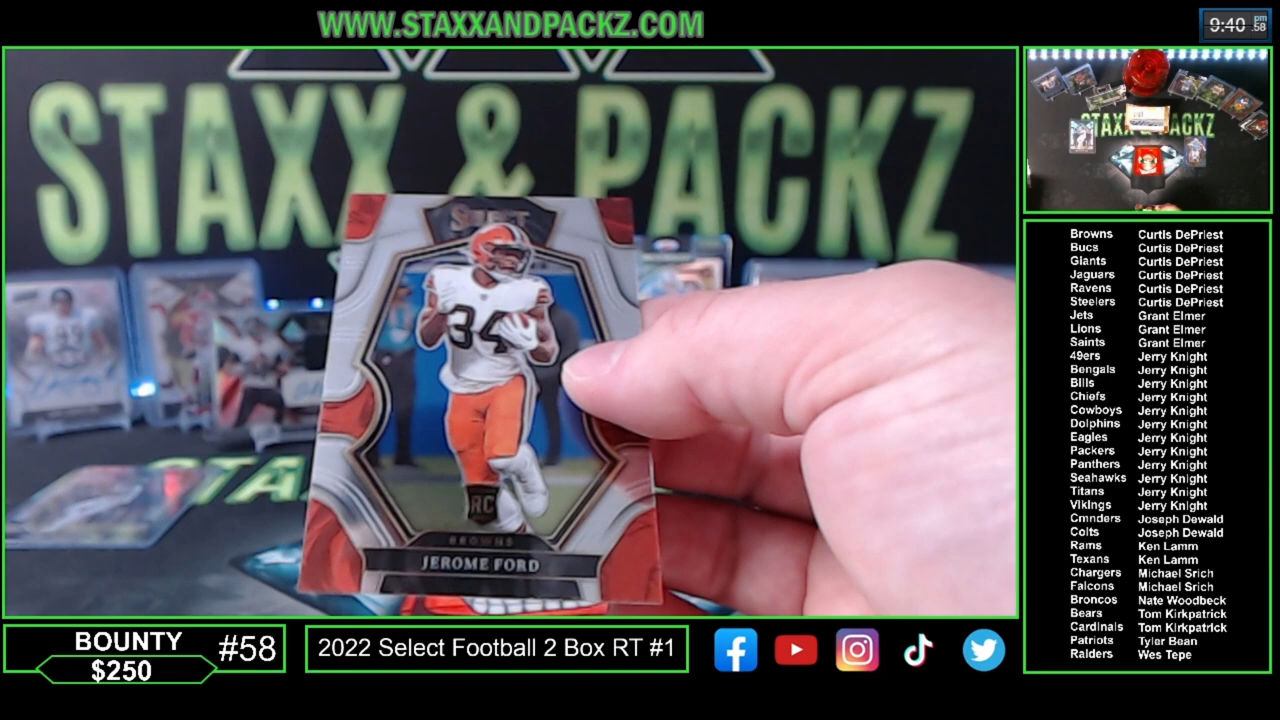 WWW.STAXXANDPACKZ.COM
9:40 pm :58
STAXX & PACKZ
SELECT
34
RC
BROWNS
JEROME FORD
STAXX & PACKZ
Browns Curtis DePriest
Bucs Curtis DePriest
Giants Curtis DePriest
Jaguars Curtis DePriest
Ravens Curtis DePriest
Steelers Curtis DePriest
Jets Grant Elmer
Lions Grant Elmer
Saints Grant Elmer
49ers Jerry Knight
Bengals Jerry Knight
Bills Jerry Knight
Chiefs Jerry Knight
Cowboys Jerry Knight
Dolphins Jerry Knight
Eagles Jerry Knight
Packers Jerry Knight
Panthers Jerry Knight
Seahawks Jerry Knight
Titans Jerry Knight
Vikings Jerry Knight
Cmnders Joseph Dewald
Colts Joseph Dewald
Rams Ken Lamm
Texans Ken Lamm
Chargers Michael Srich
Falcons Michael Srich
Broncos Nate Woodbeck
Bears Tom Kirkpatrick
Cardinals Tom Kirkpatrick
Patriots Tyler Bean
Raiders Wes Tepe
BOUNTY
$250
#58
2022 Select Football 2 Box RT #1